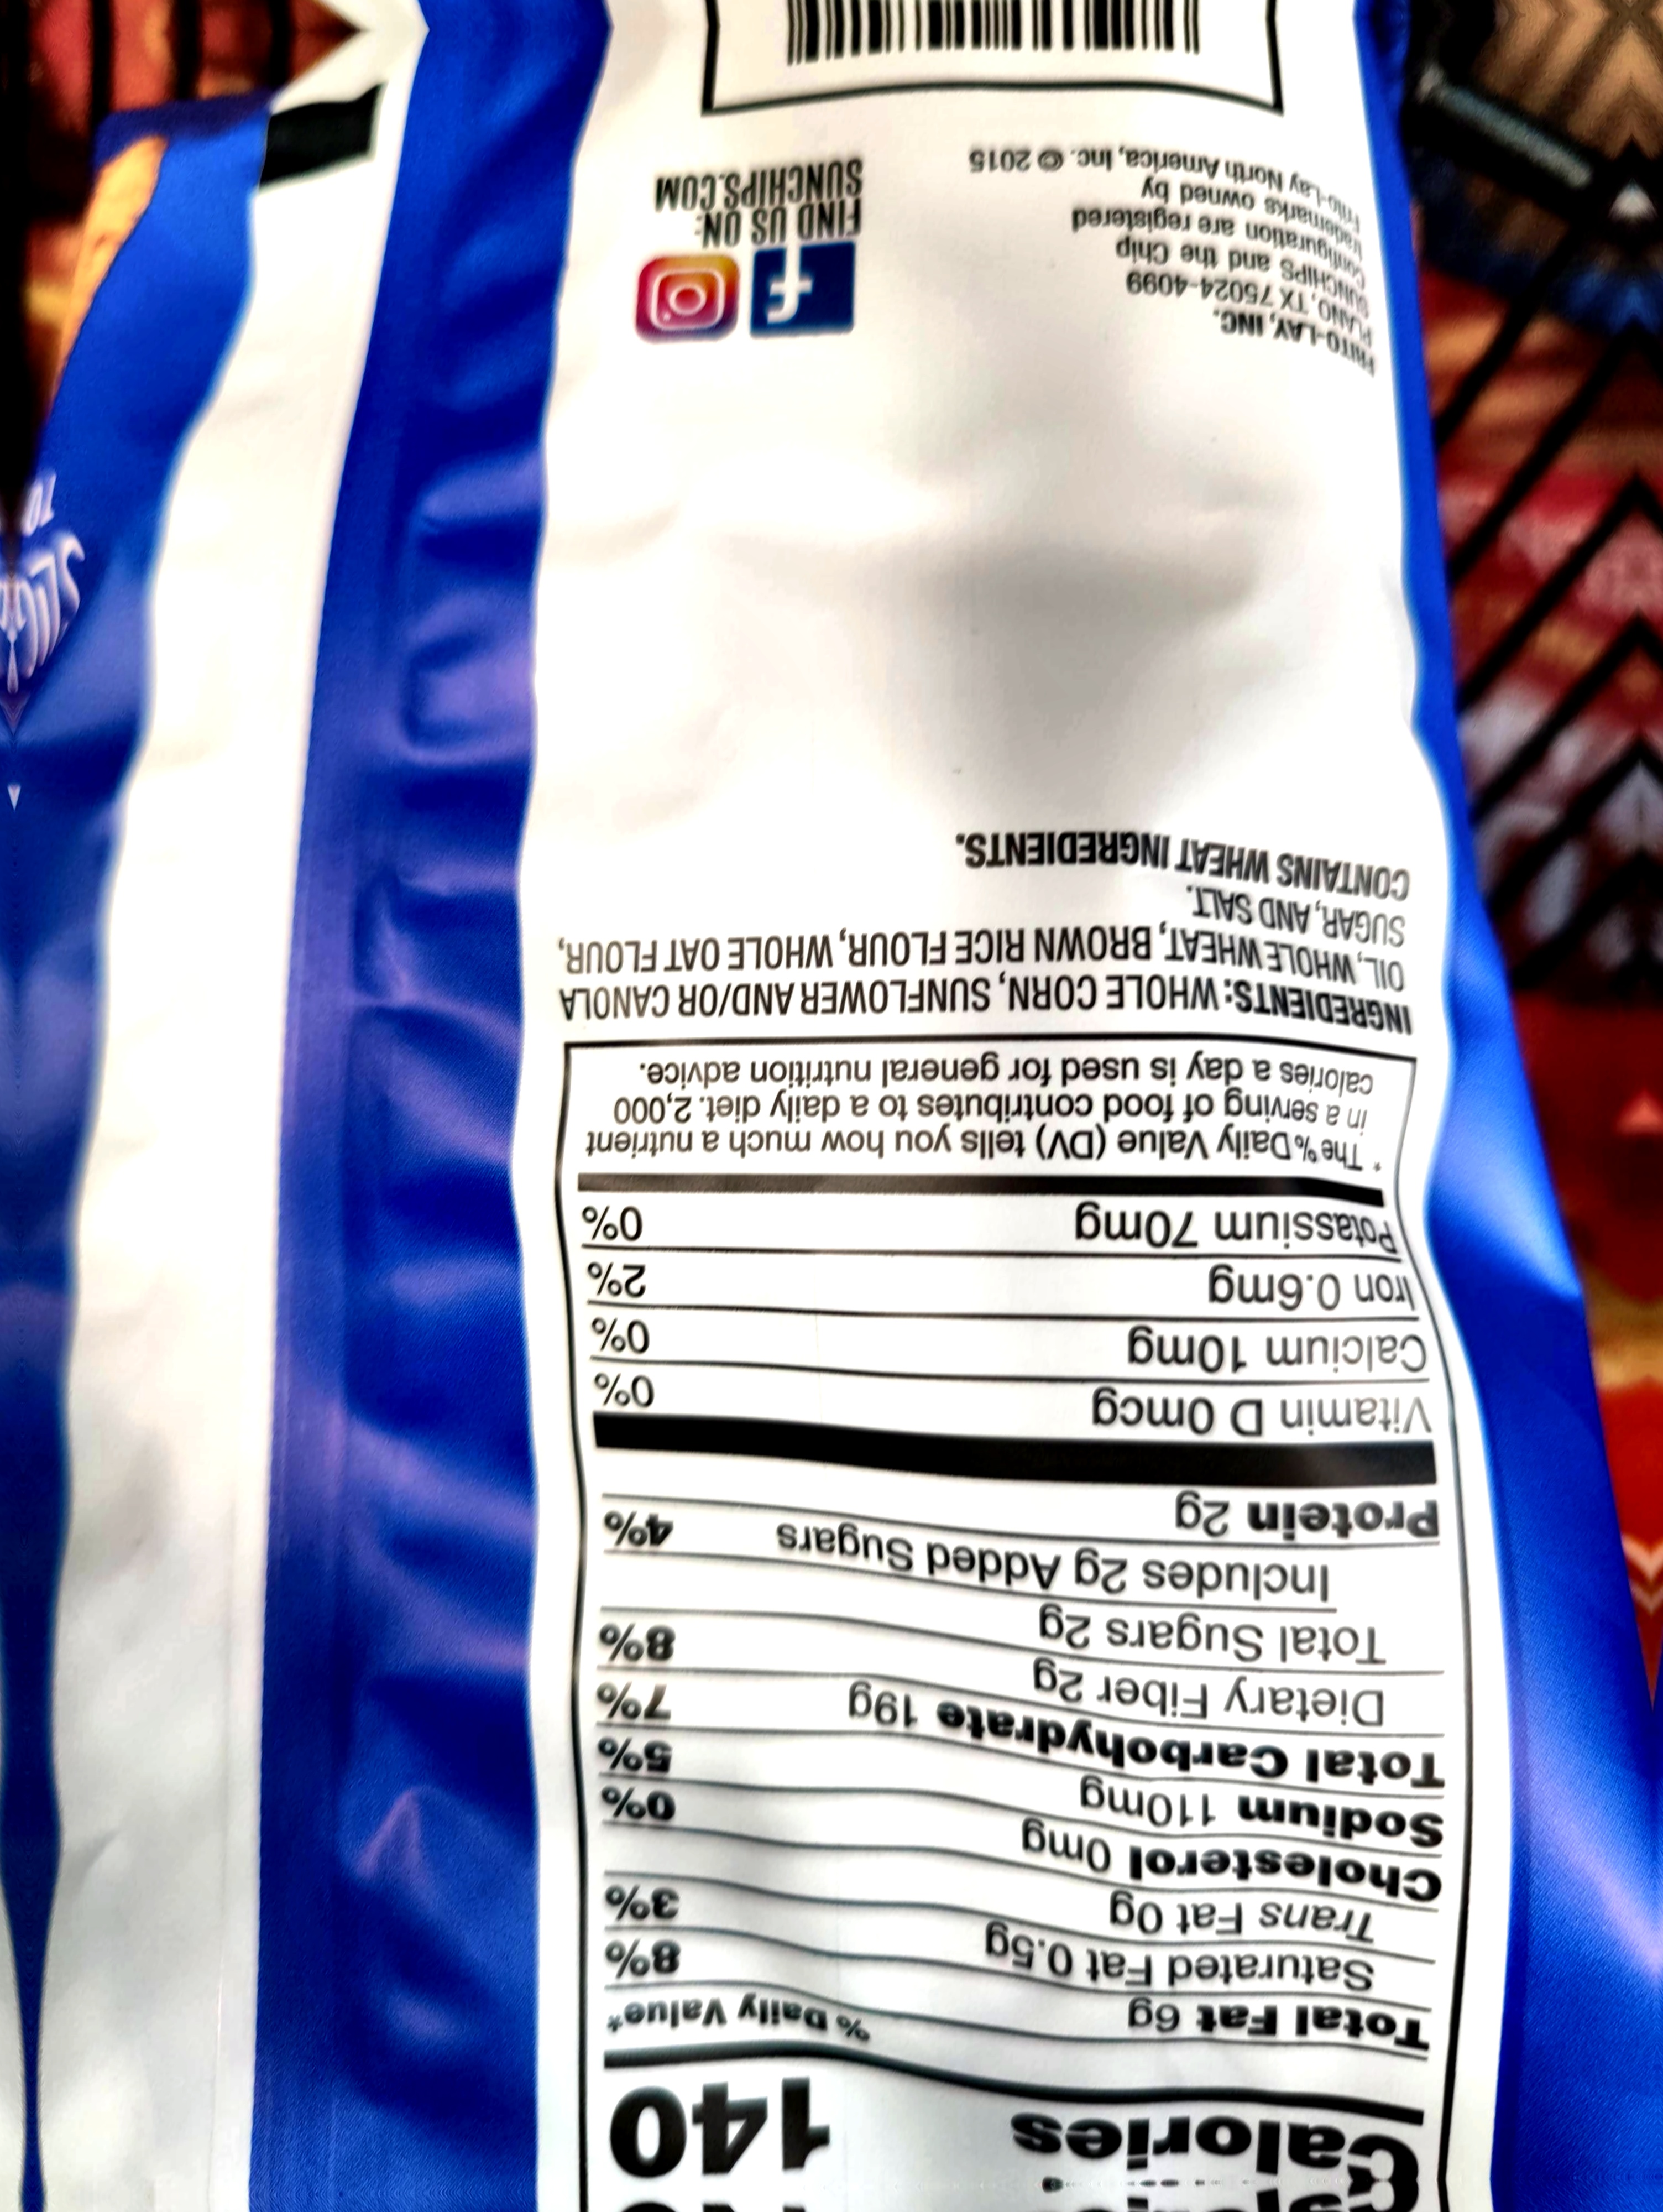 Calories 140
% Daily Value*
Total Fat 6g 8%
Saturated Fat 0.5g 3%
Trans Fat 0g
Cholesterol 0mg 0%
Sodium 110mg 5%
Total Carbohydrate 19g 7%
Dietary Fiber 2g 8%
Total Sugars 2g
Includes 2g Added Sugars 4%
Protein 2g
Vitamin D 0mcg 0%
Calcium 10mg 0%
Iron 0.6mg 2%
Potassium 70mg 0%
* The % Daily Value (DV) tells you how much a nutrient
in a serving of food contributes to a daily diet. 2,000
calories a day is used for general nutrition advice.
INGREDIENTS: WHOLE CORN, SUNFLOWER AND/OR CANOLA
OIL, WHOLE WHEAT, BROWN RICE FLOUR, WHOLE OAT FLOUR,
SUGAR, AND SALT.
CONTAINS WHEAT INGREDIENTS.
FRITO-LAY, INC.
PLANO, TX 75024-4099
SUNCHIPS and the Chip
configuration are registered
trademarks owned by
Frito-Lay North America, Inc. © 2015
FIND US ON:
SUNCHIPS.COM